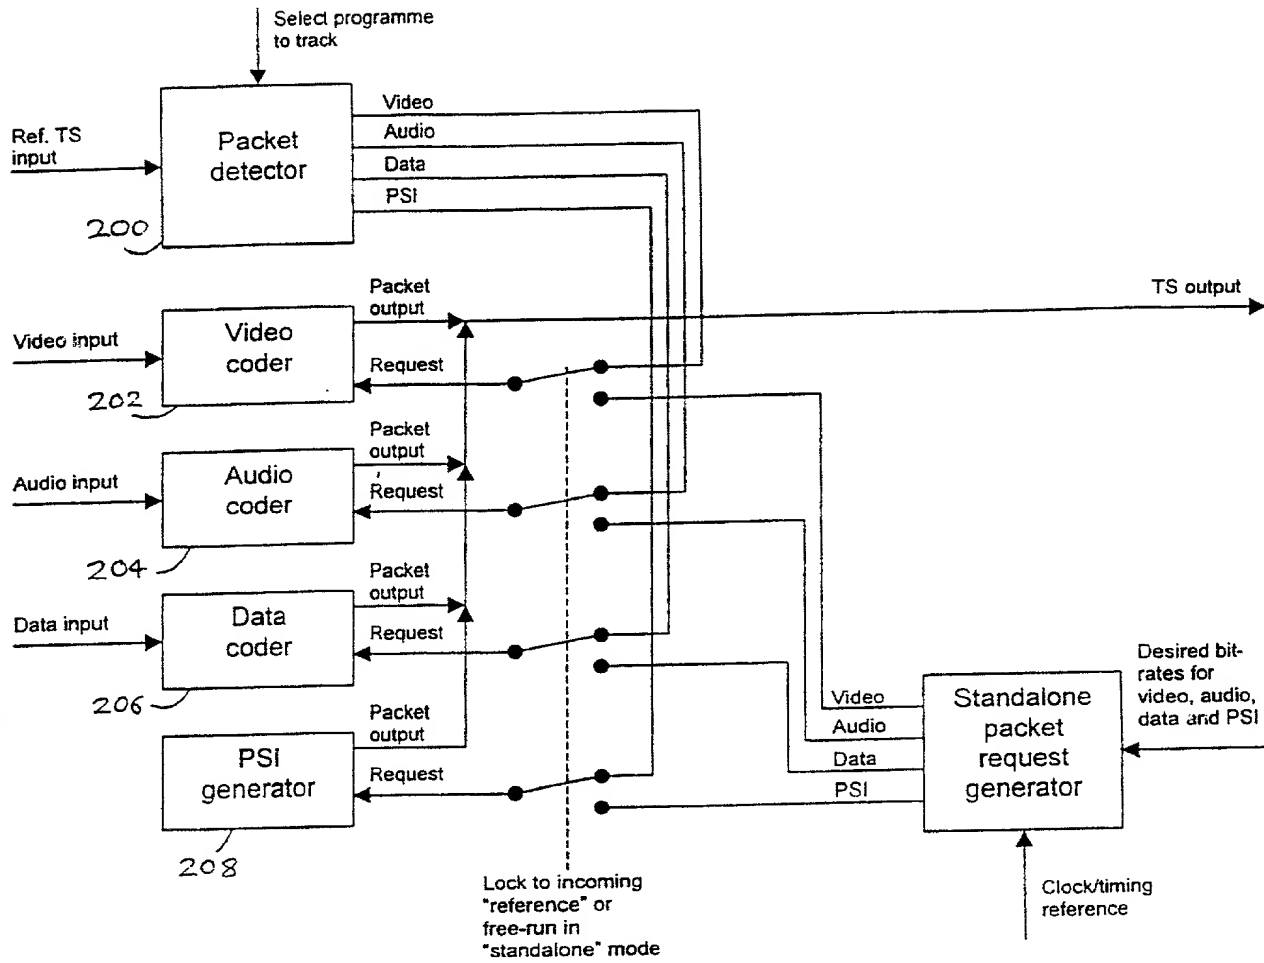 Select programme
to track
Ref. TS
input
Packet
detector
200
Video
Audio
Data
PSI
Packet
output
TS output
Video input
Video
coder
Request
202
Packet
output
Audio input
Audio
coder
Request
204
Packet
output
Data input
Data
coder
Request
206
Packet
output
PSI
generator
Request
208
Video
Audio
Data
PSI
Standalone
packet
request
generator
Desired bit-
rates for
video, audio,
data and PSI
Lock to incoming
"reference" or
free-run in
"standalone" mode
Clock/timing
reference